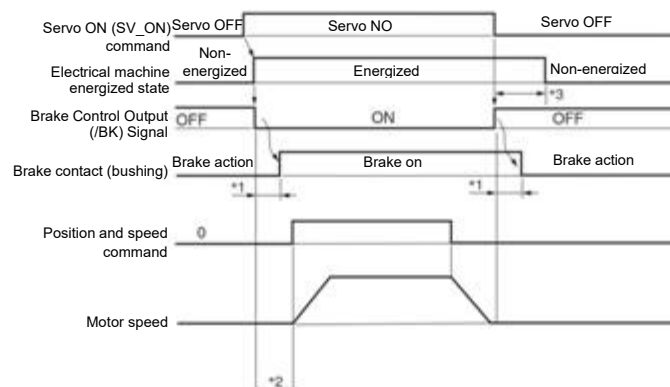 Servo ON (SV_ON)
command
Servo OFF
Servo NO
Servo OFF
Electrical machine
energized state
Non-
energized
Energized
Non-energized
*3
Brake Control Output
(/BK) Signal
OFF
ON
OFF
Brake contact (bushing)
Brake action
Brake on
Brake action
*1
*1
Position and speed
command
0
Motor speed
*2